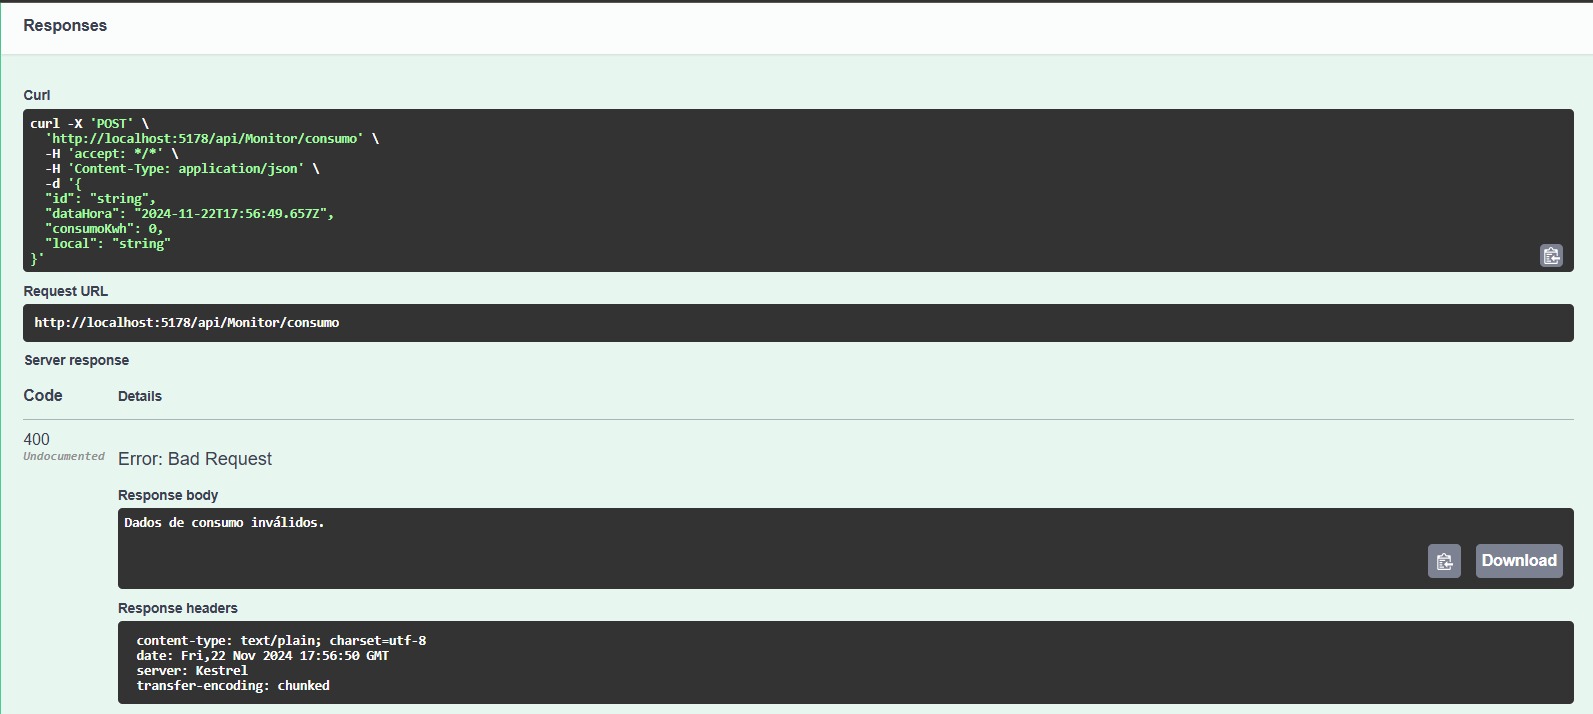 Responses
Curl
curl -X 'POST' \
  'http://localhost:5178/api/Monitor/consumo' \
  -H 'accept: */*' \
  -H 'Content-Type: application/json' \
  -d '{
  "id": "string",
  "dataHora": "2024-11-22T17:56:49.657Z",
  "consumoKwh": 0,
  "local": "string"
}'
Request URL
http://localhost:5178/api/Monitor/consumo
Server response
Code Details
400
Undocumented
Error: Bad Request
Response body
Dados de consumo inválidos.
Download
Response headers
content-type: text/plain; charset=utf-8
date: Fri,22 Nov 2024 17:56:50 GMT
server: Kestrel
transfer-encoding: chunked